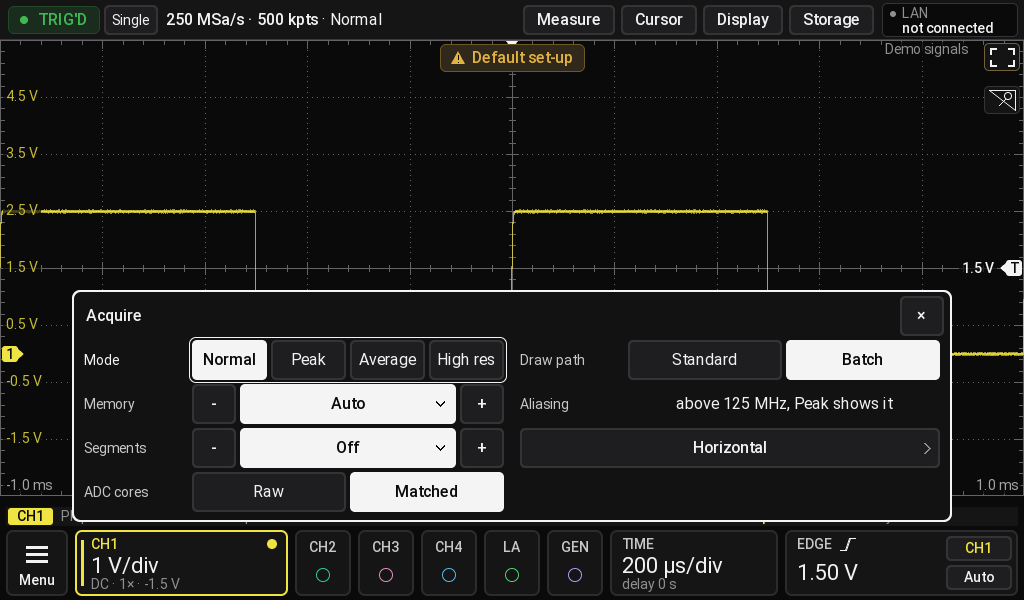 TRIG'D Single 250 MSa/s · 500 kpts · Normal Measure Cursor Display Storage LAN
not connected
Demo signals
Default set-up
4.5 V
3.5 V
2.5 V
1.5 V 1.5 V T
0.5 V
1
-0.5 V
-1.5 V
-1.0 ms 1.0 ms
Acquire ×
Mode Normal Peak Average High res Draw path Standard Batch
Memory - Auto + Aliasing above 125 MHz, Peak shows it
Segments - Off + Horizontal
ADC cores Raw Matched
CH1
Menu
CH1
1 V/div
DC · 1× · -1.5 V
CH2 CH3 CH4 LA GEN
TIME
200 µs/div
delay 0 s
EDGE CH1
1.50 V Auto